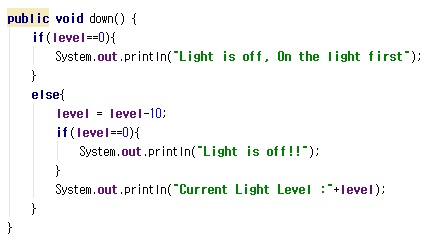 public void down() {
if(level==0){
System.out.println("Light is off, On the light first");
}
else{
level = level-10;
if(level==0){
System.out.println("Light is off!!");
}
System.out.println("Current Light Level :"+level);
}
}